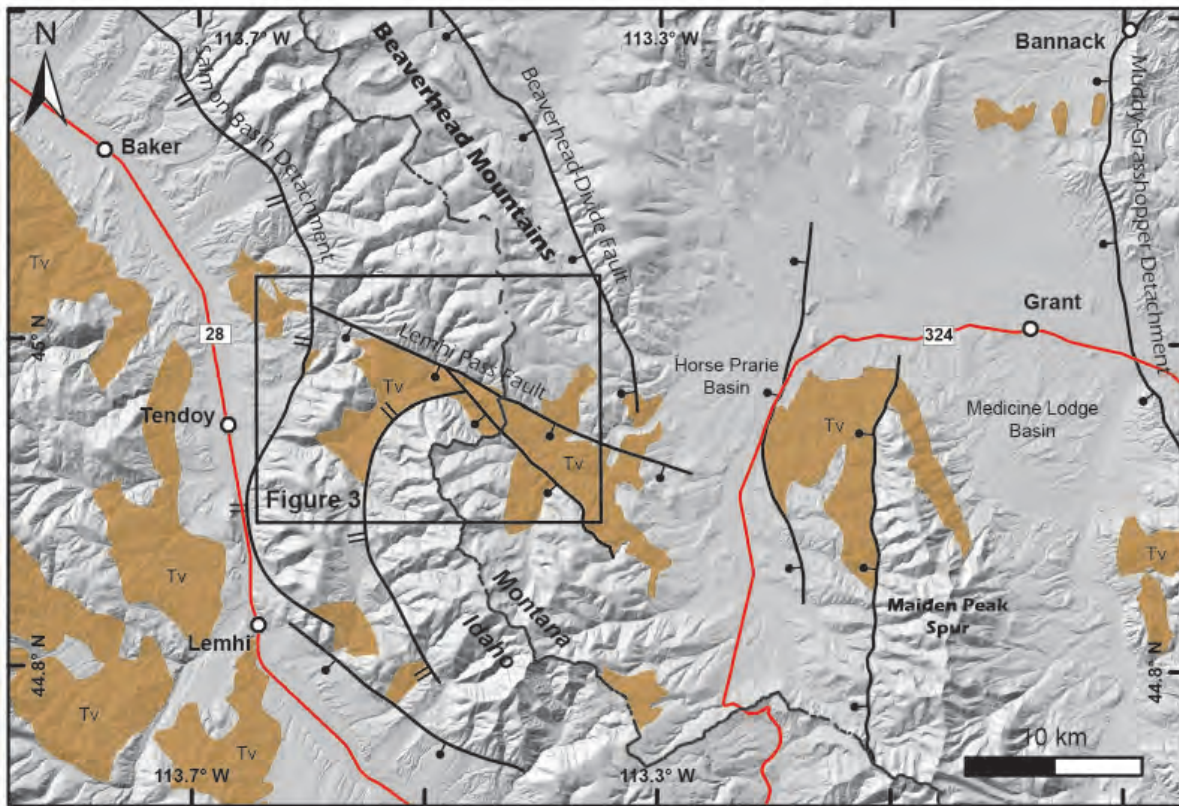 113.7° W
113.3° W
N
Bannack
Beaverhead Mountains
Beaverhead-Divide Fault
Salmon Basin Detachment
Muddy-Grasshopper Detachment
Baker
Tv
45° N
28
Lemhi Pass Fault
Grant
324
Horse Prarie
Basin
Tv
Tendoy
Tv
Medicine Lodge
Basin
Tv
Figure 3
Tv
Tv
Montana
Idaho
Maiden Peak
Spur
Lemhi
44.8° N
44.8° N
Tv
Tv
10 km
113.7° W
113.3° W